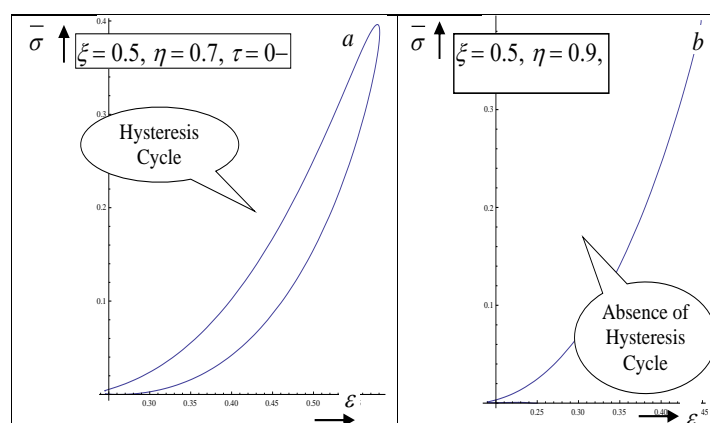 σ̅
ξ = 0.5, η = 0.7, τ = 0–
a
0.4
Hysteresis
Cycle
0.3
0.2
0.1
0.30 0.35 0.40 0.45 0.50
ε
σ̅
ξ = 0.5, η = 0.9,
b
0.3
0.2
0.1
Absence of
Hysteresis
Cycle
0.25 0.30 0.35 0.40 45
ε